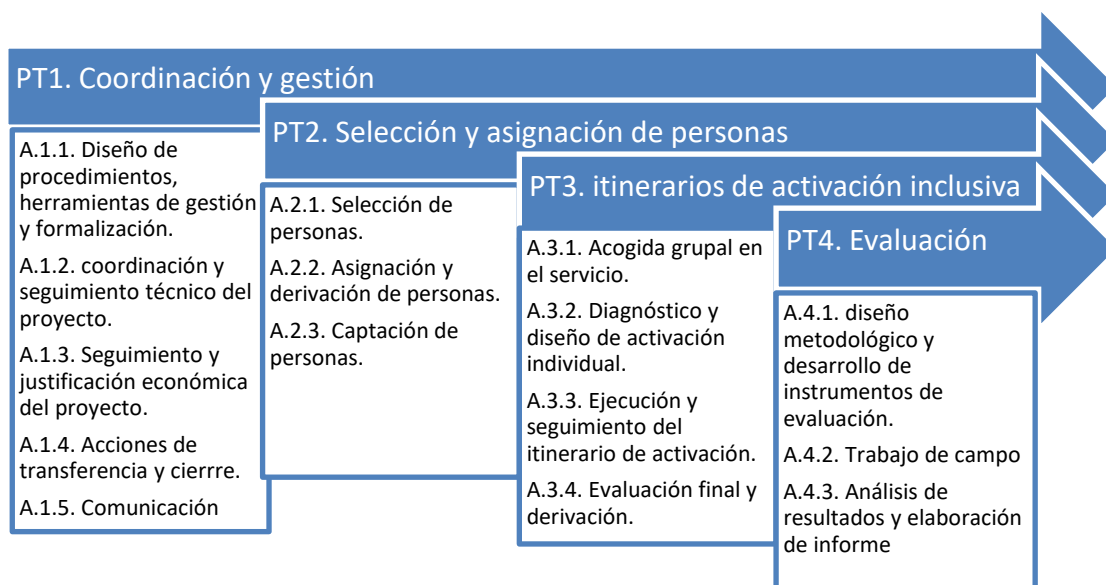 PT1. Coordinación y gestión
A.1.1. Diseño de
procedimientos,
herramientas de gestión
y formalización.
A.1.2. coordinación y
seguimiento técnico del
proyecto.
A.1.3. Seguimiento y
justificación económica
del proyecto.
A.1.4. Acciones de
transferencia y cierrre.
A.1.5. Comunicación
PT2. Selección y asignación de personas
A.2.1. Selección de
personas.
A.2.2. Asignación y
derivación de personas.
A.2.3. Captación de
personas.
PT3. itinerarios de activación inclusiva
A.3.1. Acogida grupal en
el servicio.
A.3.2. Diagnóstico y
diseño de activación
individual.
A.3.3. Ejecución y
seguimiento del
itinerario de activación.
A.3.4. Evaluación final y
derivación.
PT4. Evaluación
A.4.1. diseño
metodológico y
desarrollo de
instrumentos de
evaluación.
A.4.2. Trabajo de campo
A.4.3. Análisis de
resultados y elaboración
de informe